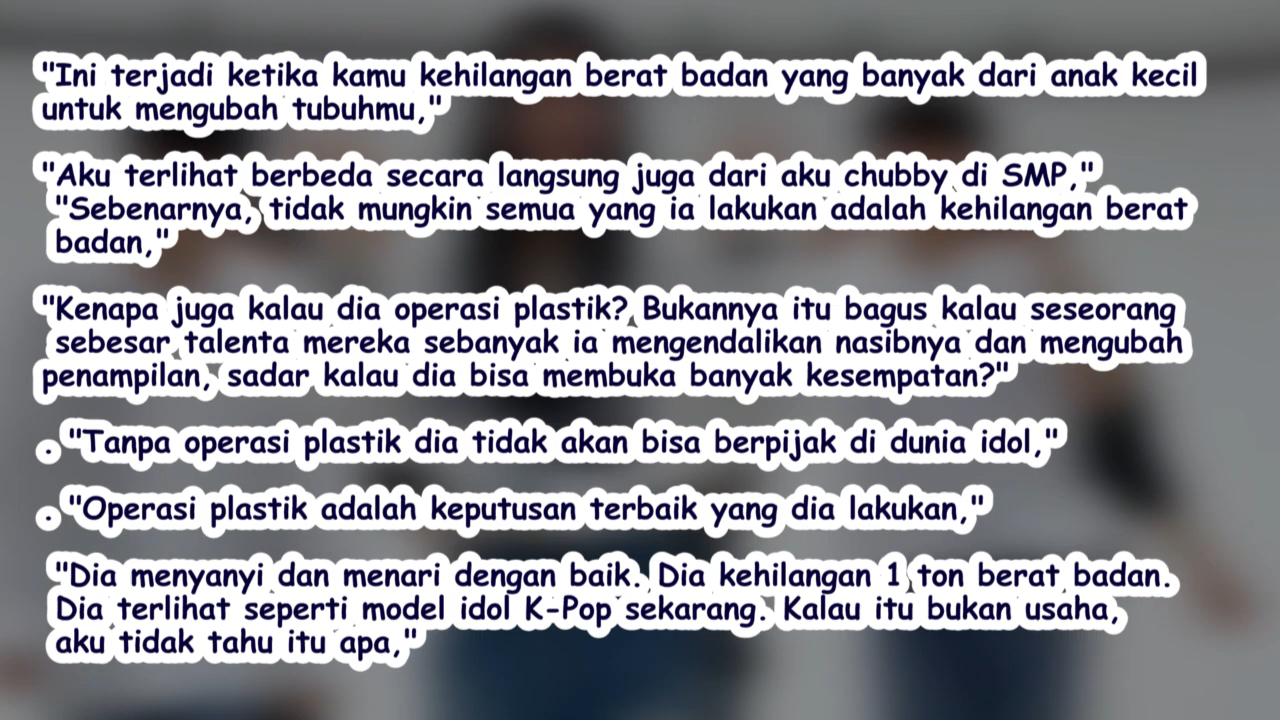 "Ini terjadi ketika kamu kehilangan berat badan yang banyak dari anak kecil
untuk mengubah tubuhmu,"
"Aku terlihat berbeda secara langsung juga dari aku chubby di SMP,"
"Sebenarnya, tidak mungkin semua yang ia lakukan adalah kehilangan berat
badan,"
"Kenapa juga kalau dia operasi plastik? Bukannya itu bagus kalau seseorang
sebesar talenta mereka sebanyak ia mengendalikan nasibnya dan mengubah
penampilan, sadar kalau dia bisa membuka banyak kesempatan?"
. "Tanpa operasi plastik dia tidak akan bisa berpijak di dunia idol,"
. "Operasi plastik adalah keputusan terbaik yang dia lakukan,"
"Dia menyanyi dan menari dengan baik. Dia kehilangan 1 ton berat badan.
Dia terlihat seperti model idol K-Pop sekarang. Kalau itu bukan usaha,
aku tidak tahu itu apa,"